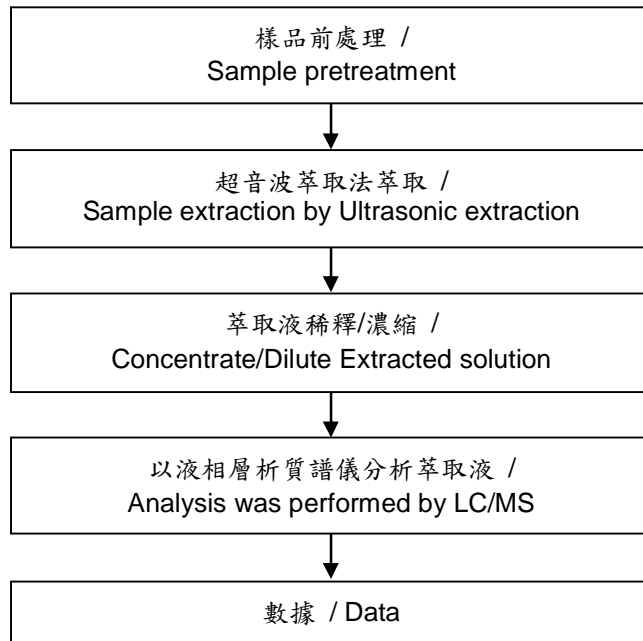 樣品前處理 /
Sample pretreatment
超音波萃取法萃取 /
Sample extraction by Ultrasonic extraction
萃取液稀釋/濃縮 /
Concentrate/Dilute Extracted solution
以液相層析質譜儀分析萃取液 /
Analysis was performed by LC/MS
數據 / Data